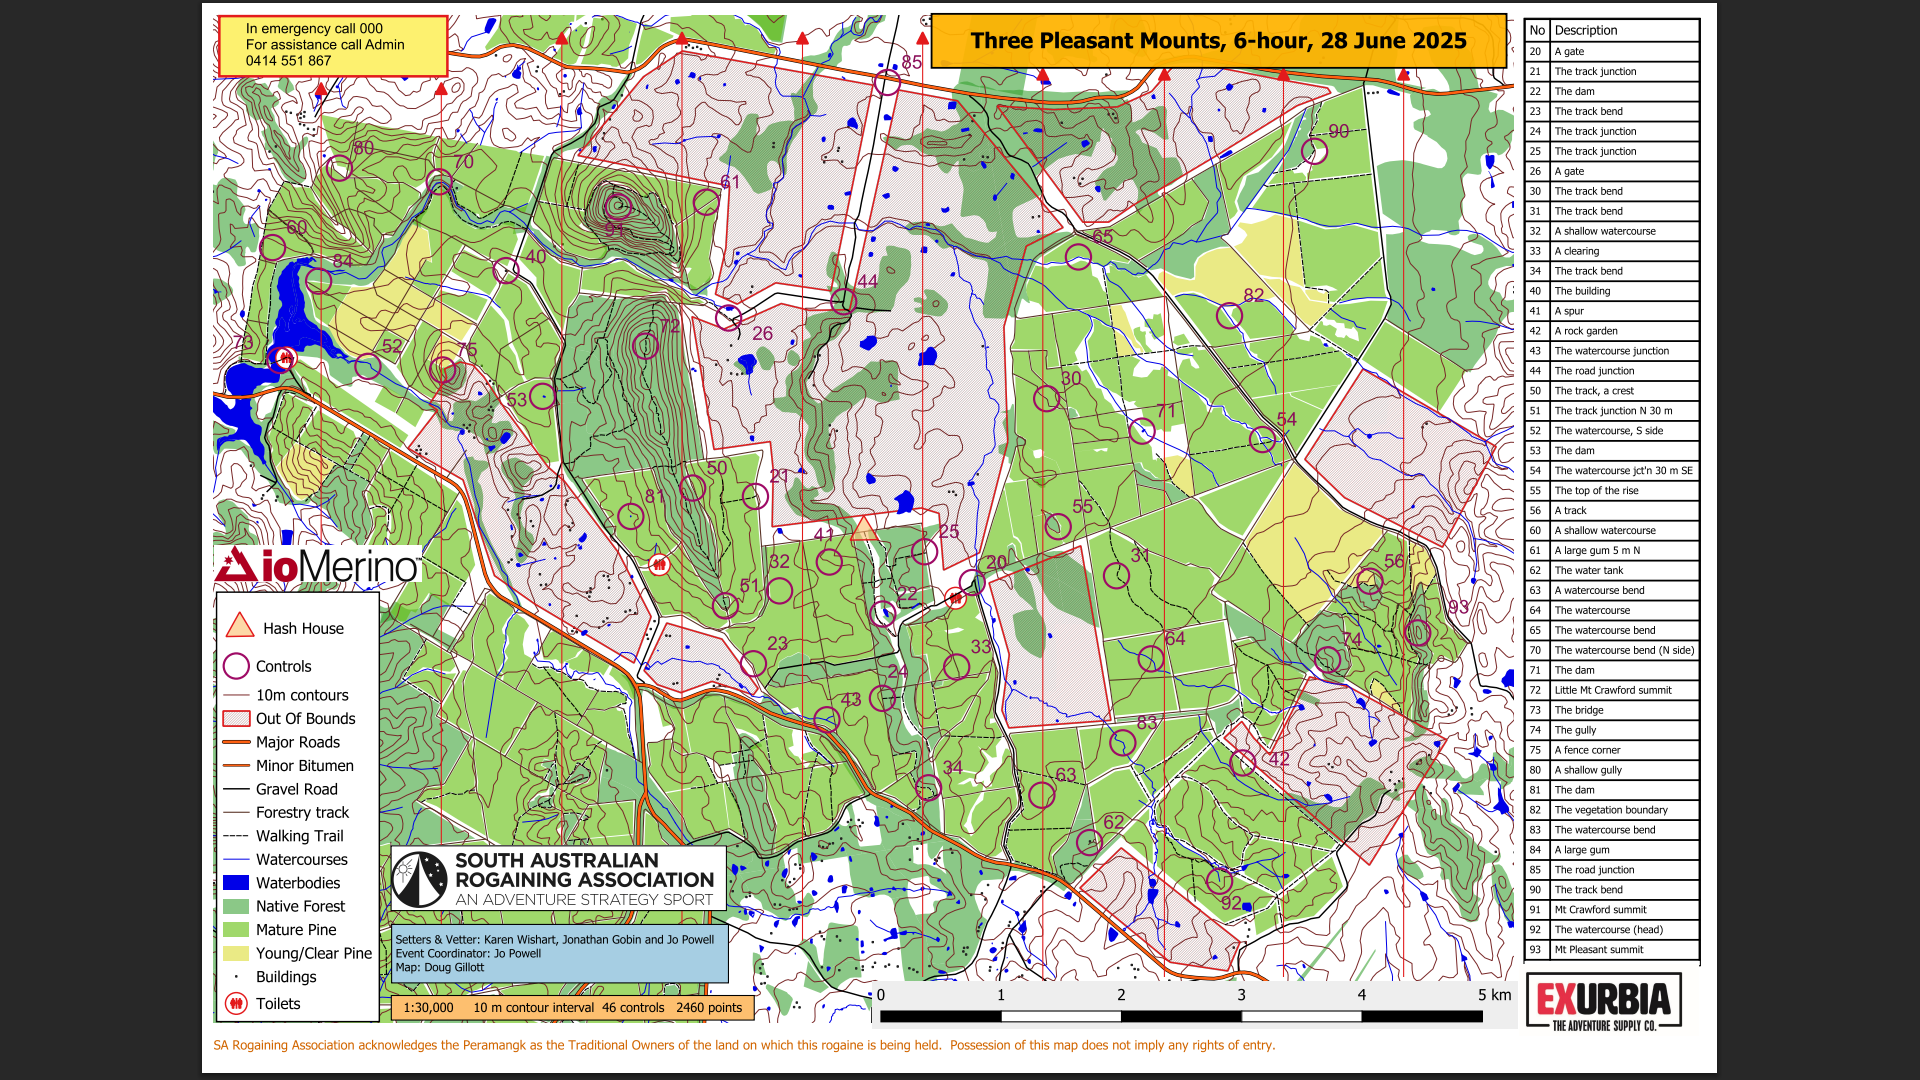 In emergency call 000
For assistance call Admin
0414 551 867
Three Pleasant Mounts, 6-hour, 28 June 2025
85
90
80
70
61
91
60
65
84
40
44
82
26
72
73
52
75
53
30
71
54
50
21
81
55
41
25
32
20
31
56
51
22
93
23
33
64
74
24
43
83
42
34
63
62
92
ioMerino™
Hash House
Controls
10m contours
Out Of Bounds
Major Roads
Minor Bitumen
Gravel Road
Forestry track
Walking Trail
Watercourses
Waterbodies
Native Forest
Mature Pine
Young/Clear Pine
Buildings
Toilets
SOUTH AUSTRALIAN
ROGAINING ASSOCIATION
AN ADVENTURE STRATEGY SPORT
Setters & Vetter: Karen Wishart, Jonathan Gobin and Jo Powell
Event Coordinator: Jo Powell
Map: Doug Gillott
1:30,000 10 m contour interval 46 controls 2460 points
0 1 2 3 4 5 km
No Description
20 A gate
21 The track junction
22 The dam
23 The track bend
24 The track junction
25 The track junction
26 A gate
30 The track bend
31 The track bend
32 A shallow watercourse
33 A clearing
34 The track bend
40 The building
41 A spur
42 A rock garden
43 The watercourse junction
44 The road junction
50 The track, a crest
51 The track junction N 30 m
52 The watercourse, S side
53 The dam
54 The watercourse jct'n 30 m SE
55 The top of the rise
56 A track
60 A shallow watercourse
61 A large gum 5 m N
62 The water tank
63 A watercourse bend
64 The watercourse
65 The watercourse bend
70 The watercourse bend (N side)
71 The dam
72 Little Mt Crawford summit
73 The bridge
74 The gully
75 A fence corner
80 A shallow gully
81 The dam
82 The vegetation boundary
83 The watercourse bend
84 A large gum
85 The road junction
90 The track bend
91 Mt Crawford summit
92 The watercourse (head)
93 Mt Pleasant summit
EXURBIA
THE ADVENTURE SUPPLY CO.
SA Rogaining Association acknowledges the Peramangk as the Traditional Owners of the land on which this rogaine is being held. Possession of this map does not imply any rights of entry.